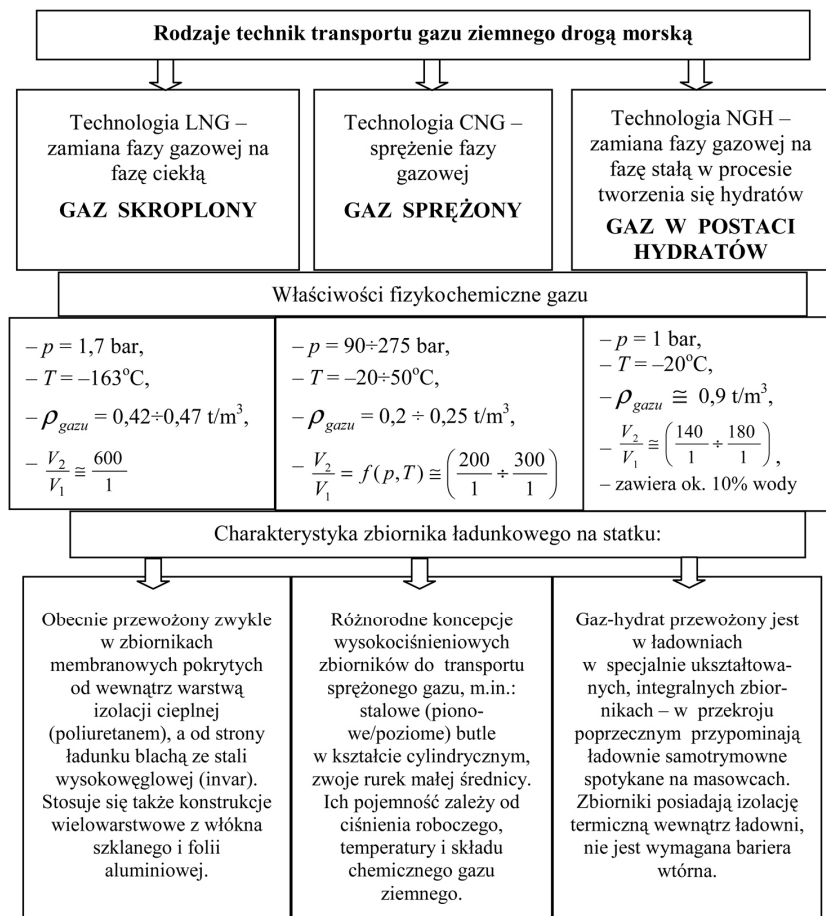 Rodzaje technik transportu gazu ziemnego drogą morską
Technologia LNG –
zamiana fazy gazowej na
fazę ciekłą
GAZ SKROPLONY
Technologia CNG –
sprężenie fazy
gazowej
GAZ SPRĘŻONY
Technologia NGH –
zamiana fazy gazowej na
fazę stałą w procesie
tworzenia się hydratów
GAZ W POSTACI
HYDRATÓW
Właściwości fizykochemiczne gazu
– p = 1,7 bar,
– T = –163°C,
– ρgazu = 0,42÷0,47 t/m³,
– V₂/V₁ ≅ 600/1
– p = 90÷275 bar,
– T = –20÷50°C,
– ρgazu = 0,2 ÷ 0,25 t/m³,
– V₂/V₁ = f(p,T) ≅ (200/1 ÷ 300/1)
– p = 1 bar,
– T = –20°C,
– ρgazu ≅ 0,9 t/m³,
– V₂/V₁ ≅ (140/1 ÷ 180/1),
– zawiera ok. 10% wody
Charakterystyka zbiornika ładunkowego na statku:
Obecnie przewożony zwykle
w zbiornikach
membranowych pokrytych
od wewnątrz warstwą
izolacji cieplnej
(poliuretanem), a od strony
ładunku blachą ze stali
wysokowęglowej (invar).
Stosuje się także konstrukcje
wielowarstwowe z włókna
szklanego i folii
aluminiowej.
Różnorodne koncepcje
wysokociśnieniowych
zbiorników do transportu
sprężonego gazu, m.in.:
stalowe (piono-
we/poziome) butle
w kształcie cylindrycznym,
zwoje rurek małej średnicy.
Ich pojemność zależy od
ciśnienia roboczego,
temperatury i składu
chemicznego gazu
ziemnego.
Gaz-hydrat przewożony jest
w ładowniach
w specjalnie ukształtowa-
nych, integralnych zbior-
nikach – w przekroju
poprzecznym przypominają
ładownie samotrymowne
spotykane na masowcach.
Zbiorniki posiadają izolację
termiczną wewnątrz ładowni,
nie jest wymagana bariera
wtórna.